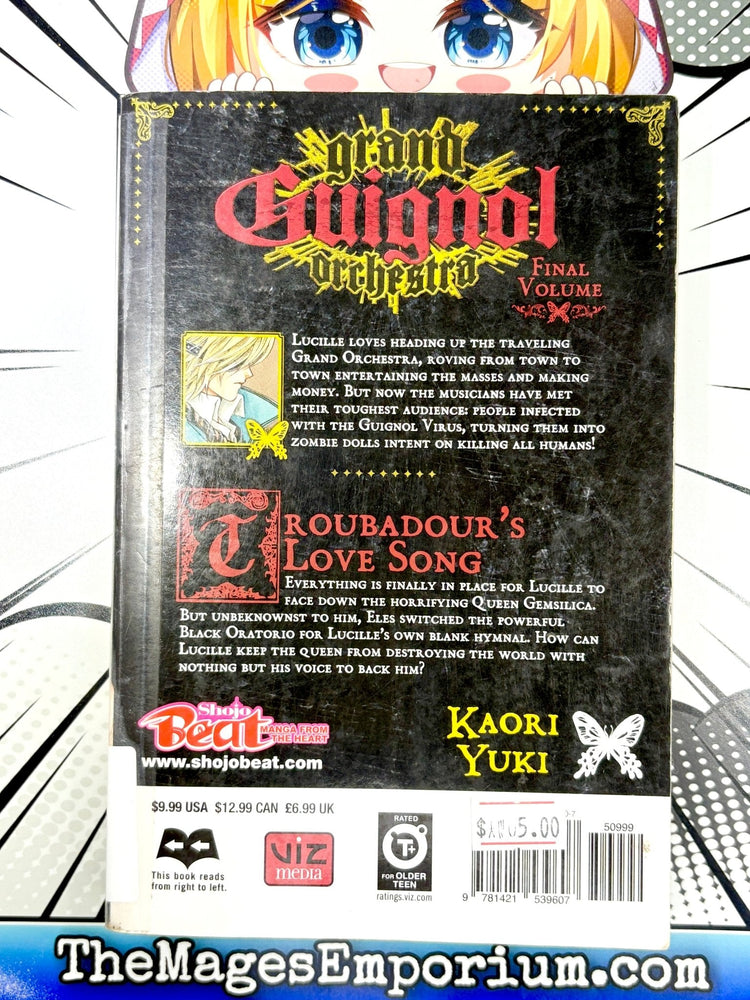 grand
Guignol
orchestra
Final
Volume
Lucille loves heading up the traveling
Grand Orchestra, roving from town to
town entertaining the masses and making
money. But now the musicians have met
their toughest audience: people infected
with the Guignol Virus, turning them into
zombie dolls intent on killing all humans!
Troubadour's
Love Song
Everything is finally in place for Lucille to
face down the horrifying Queen Gemsilica.
But unbeknownst to him, Eles switched the powerful
Black Oratorio for Lucille's own blank hymnal. How can
Lucille keep the queen from destroying the world with
nothing but his voice to back him?
Shojo
Beat
MANGA FROM
THE HEART
www.shojobeat.com
Kaori
Yuki
$9.99 USA $12.99 CAN £6.99 UK
This book reads
from right to left.
VIZ
media
RATED
T+
FOR OLDER
TEEN
ratings.viz.com
05.00
50999
9 781421 539607
TheMagesEmporium.com